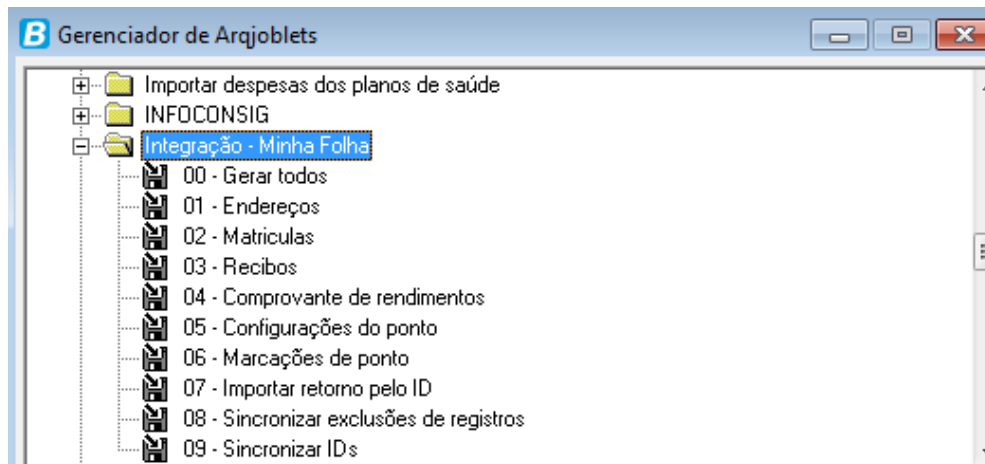 B Gerenciador de Arqjoblets
Importar despesas dos planos de saúde
INFOCONSIG
Integração - Minha Folha
00 - Gerar todos
01 - Endereços
02 - Matriculas
03 - Recibos
04 - Comprovante de rendimentos
05 - Configurações do ponto
06 - Marcações de ponto
07 - Importar retorno pelo ID
08 - Sincronizar exclusões de registros
09 - Sincronizar IDs